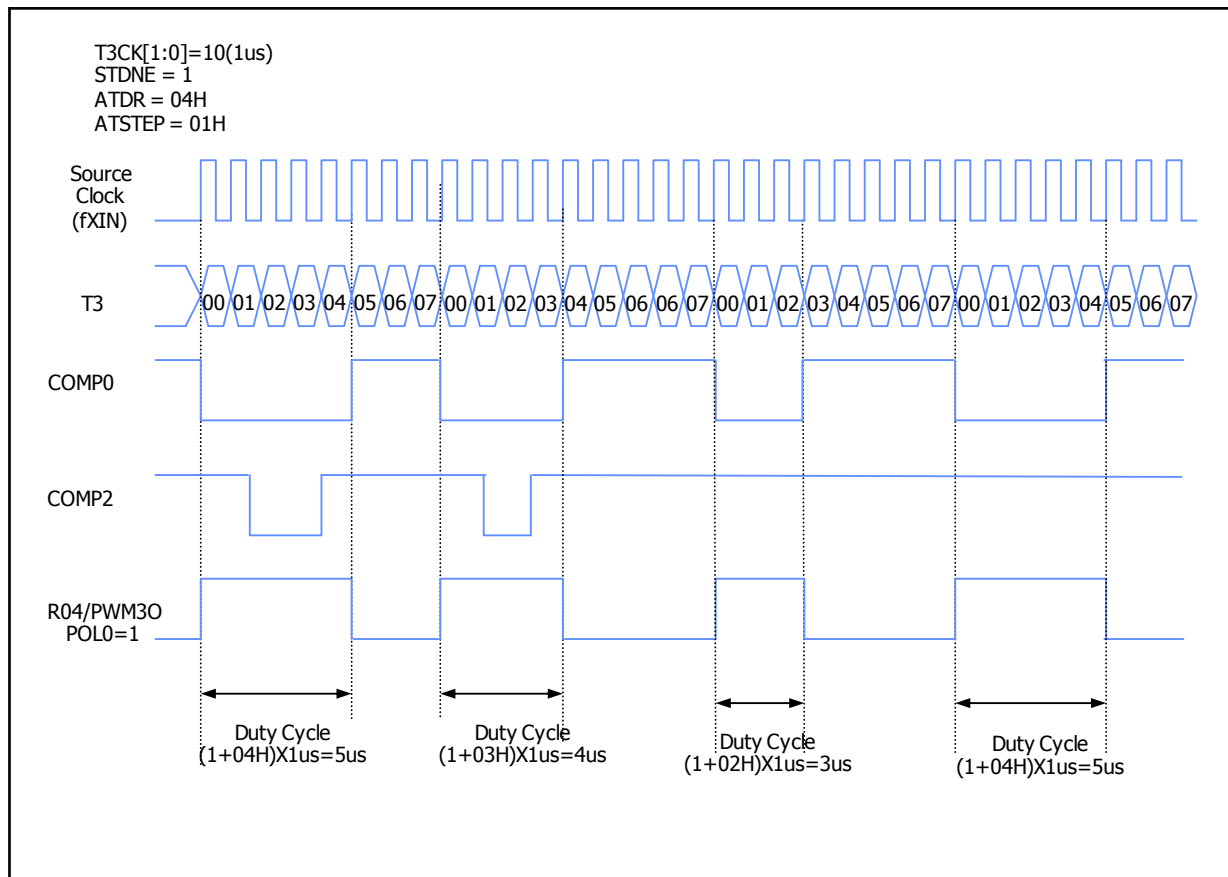 T3CK[1:0]=10(1us)
STDNE = 1
ATDR = 04H
ATSTEP = 01H
Source
Clock
(fXIN)
T3
00 01 02 03 04 05 06 07 00 01 02 03 04 05 06 06 07 00 01 02 03 04 05 06 07 00 01 02 03 04 05 06 07
COMP0
COMP2
R04/PWM3O
POL0=1
Duty Cycle
(1+04H)X1us=5us
Duty Cycle
(1+03H)X1us=4us
Duty Cycle
(1+02H)X1us=3us
Duty Cycle
(1+04H)X1us=5us